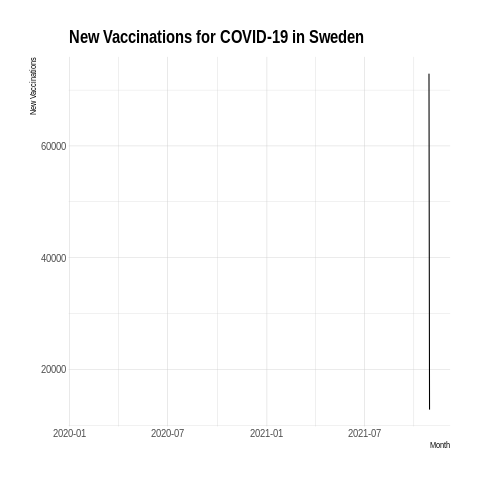 New Vaccinations for COVID-19 in Sweden
New Vaccinations
60000
40000
20000
2020-01 2020-07 2021-01 2021-07
Month